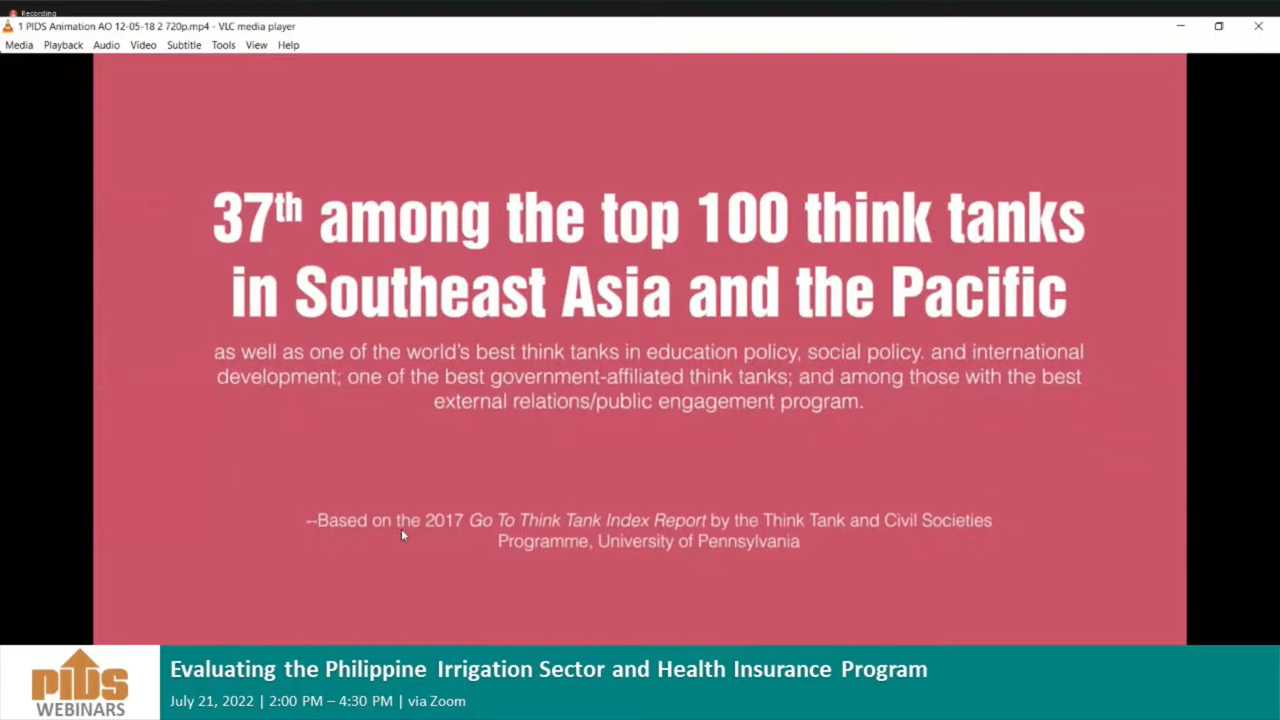 Recording
1 PIDS Animation AO 12-05-18 2 720p.mp4 - VLC media player
Media Playback Audio Video Subtitle Tools View Help
37th among the top 100 think tanks
in Southeast Asia and the Pacific
as well as one of the world's best think tanks in education policy, social policy. and international
development; one of the best government-affiliated think tanks; and among those with the best
external relations/public engagement program.
--Based on the 2017 Go To Think Tank Index Report by the Think Tank and Civil Societies
Programme, University of Pennsylvania
PIDS
WEBINARS
Evaluating the Philippine Irrigation Sector and Health Insurance Program
July 21, 2022 | 2:00 PM – 4:30 PM | via Zoom